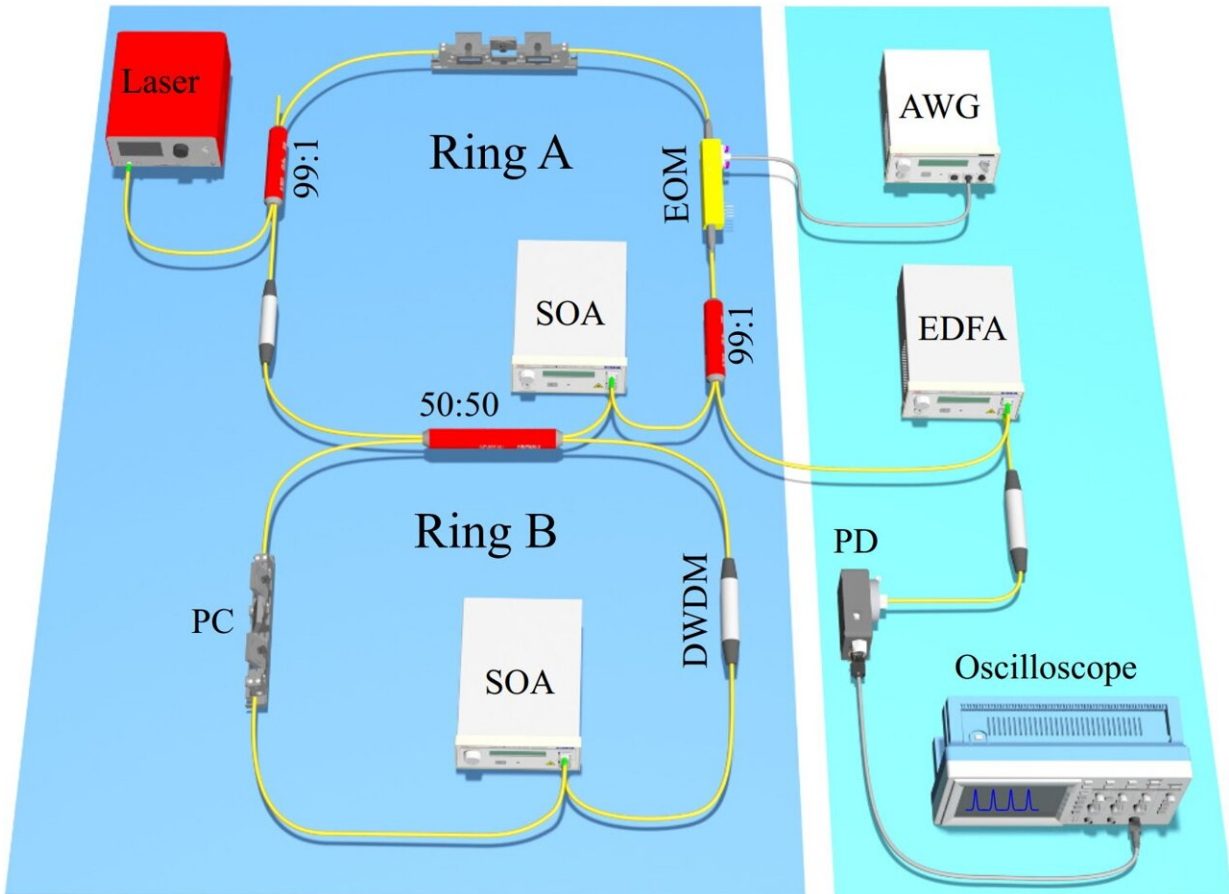 Laser
99:1
Ring A
EOM
AWG
SOA
99:1
EDFA
50:50
Ring B
PC
DWDM
PD
SOA
Oscilloscope